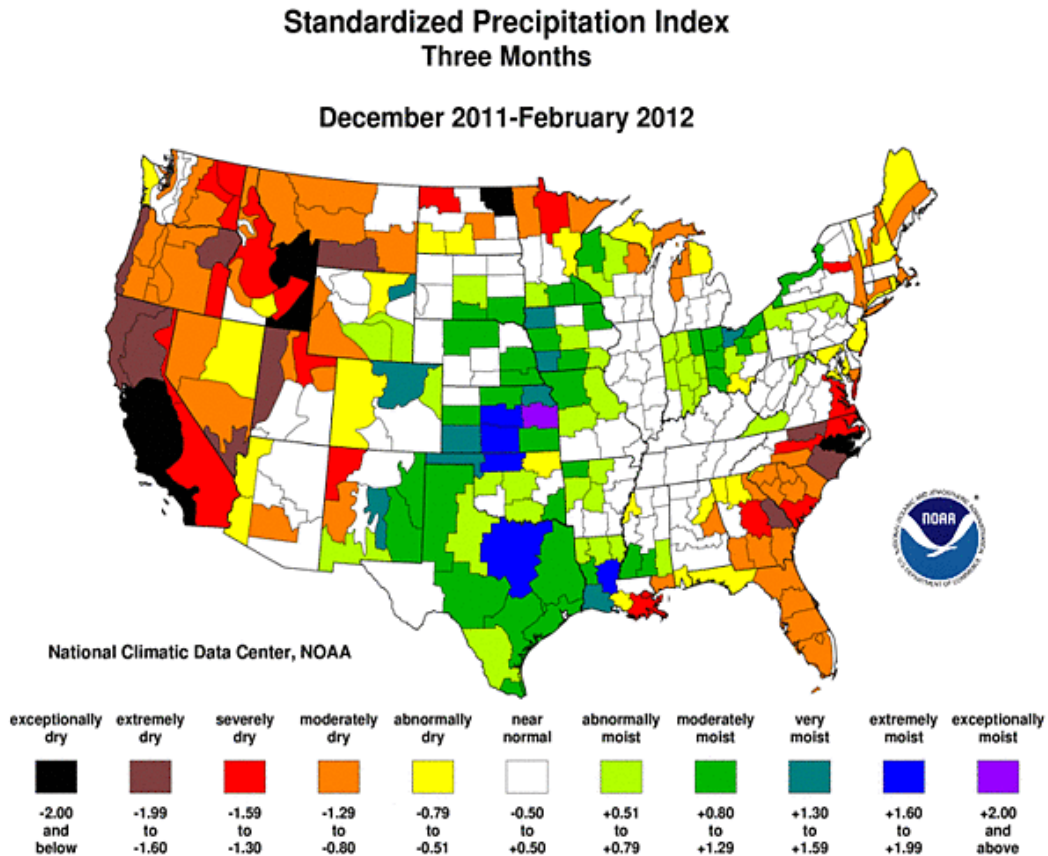 Standardized Precipitation Index
Three Months
December 2011-February 2012
NOAA
National Climatic Data Center, NOAA
exceptionally dry
extremely dry
severely dry
moderately dry
abnormally dry
near normal
abnormally moist
moderately moist
very moist
extremely moist
exceptionally moist
-2.00 and below
-1.99 to -1.60
-1.59 to -1.30
-1.29 to -0.80
-0.79 to -0.51
-0.50 to +0.50
+0.51 to +0.79
+0.80 to +1.29
+1.30 to +1.59
+1.60 to +1.99
+2.00 and above